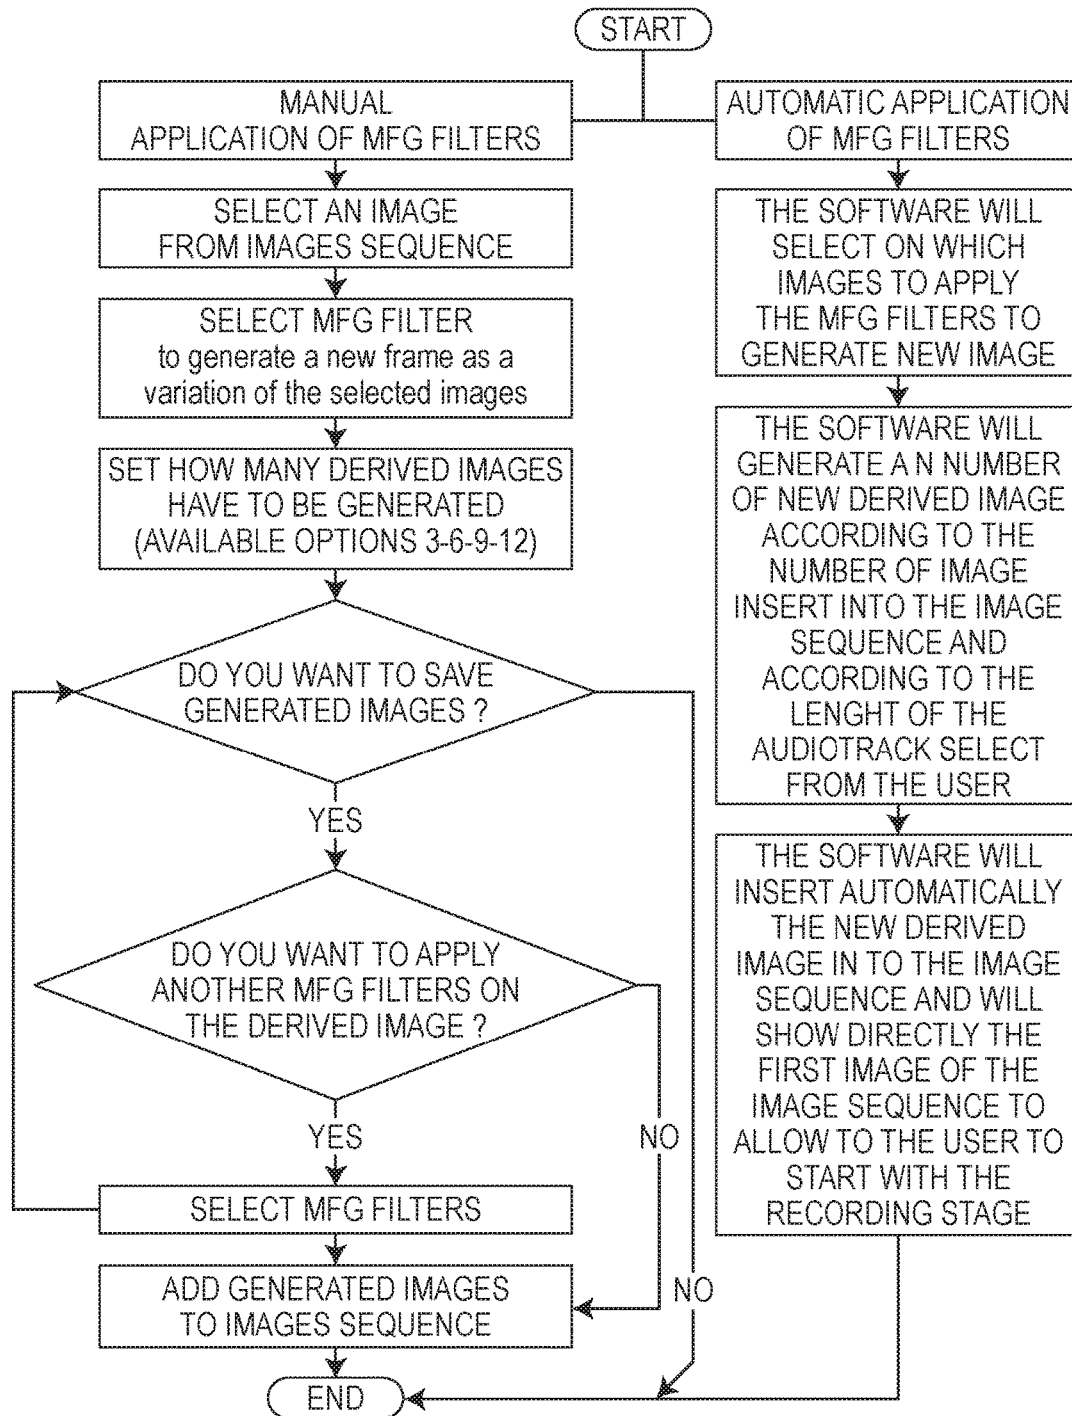 START
MANUAL
APPLICATION OF MFG FILTERS
SELECT AN IMAGE
FROM IMAGES SEQUENCE
SELECT MFG FILTER
to generate a new frame as a
variation of the selected images
SET HOW MANY DERIVED IMAGES
HAVE TO BE GENERATED
(AVAILABLE OPTIONS 3-6-9-12)
DO YOU WANT TO SAVE
GENERATED IMAGES ?
YES
DO YOU WANT TO APPLY
ANOTHER MFG FILTERS ON
THE DERIVED IMAGE ?
YES
NO
SELECT MFG FILTERS
ADD GENERATED IMAGES
TO IMAGES SEQUENCE
NO
END
AUTOMATIC APPLICATION
OF MFG FILTERS
THE SOFTWARE WILL
SELECT ON WHICH
IMAGES TO APPLY
THE MFG FILTERS TO
GENERATE NEW IMAGE
THE SOFTWARE WILL
GENERATE A N NUMBER
OF NEW DERIVED IMAGE
ACCORDING TO THE
NUMBER OF IMAGE
INSERT INTO THE IMAGE
SEQUENCE AND
ACCORDING TO THE
LENGHT OF THE
AUDIOTRACK SELECT
FROM THE USER
THE SOFTWARE WILL
INSERT AUTOMATICALLY
THE NEW DERIVED
IMAGE IN TO THE IMAGE
SEQUENCE AND WILL
SHOW DIRECTLY THE
FIRST IMAGE OF THE
IMAGE SEQUENCE TO
ALLOW TO THE USER TO
START WITH THE
RECORDING STAGE